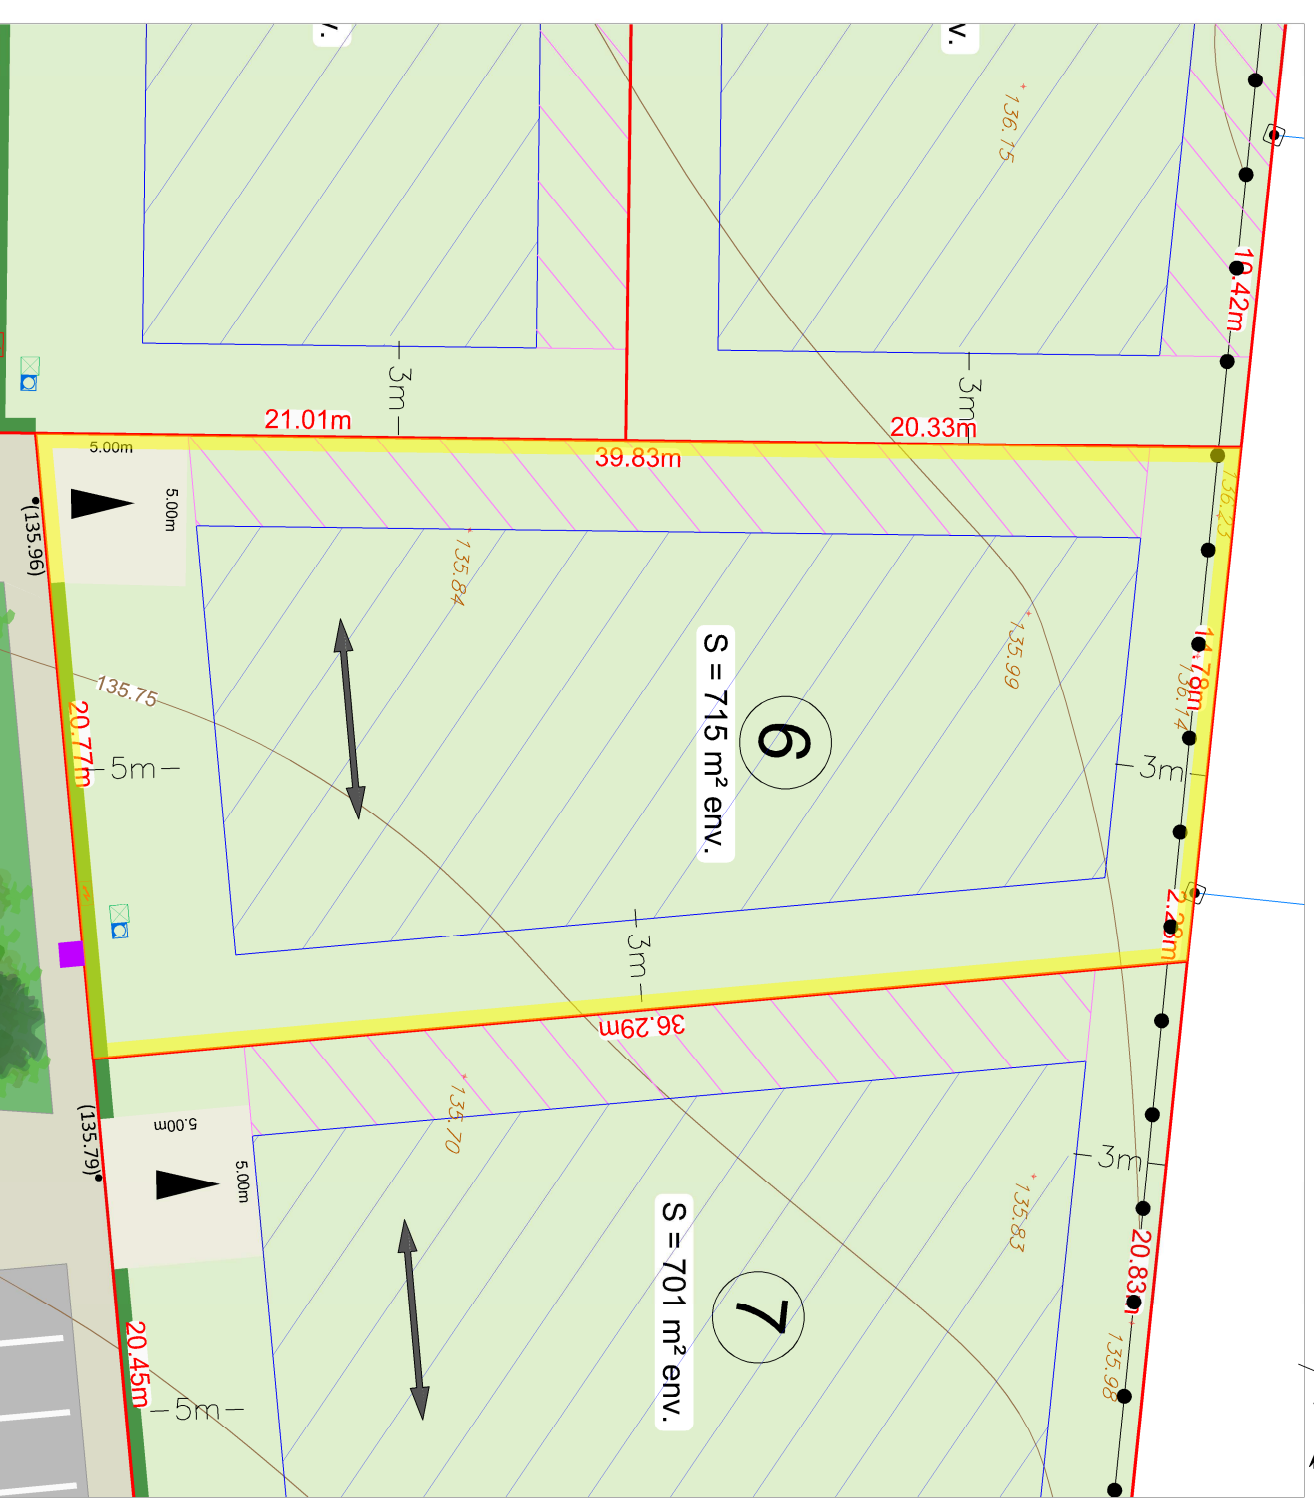 v.
v.
136.15
19.42m
3m
3m
21.01m
20.33m
5.00m
39.83m
5.00m
(135.96)
136.23
135.84
135.99
S = 715 m² env.
6
14.78m
136.14
135.75
20.77m
5m
3m
3m
36.29m
135.70
(135.79)
5.00m
5.00m
3m
135.83
S = 701 m² env.
7
20.83m
135.98
20.45m
5m